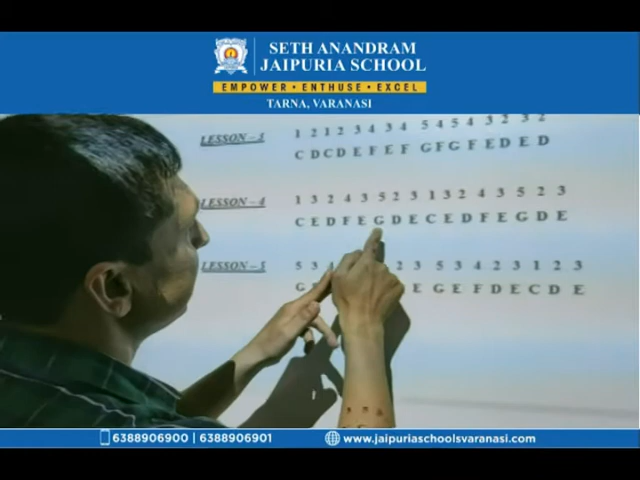 SETH ANANDRAM
JAIPURIA SCHOOL
EMPOWER • ENTHUSE • EXCEL
TARNA, VARANASI
LESSON – 3
1 2 1 2 3 4 3 4 5 4 5 4 3 2 3 2
C D C D E F E F G F G F E D E D
LESSON – 4
1 3 2 4 3 5 2 3 1 3 2 4 3 5 2 3
C E D F E G D E C E D F E G D E
LESSON – 5
5 3 2 3 5 3 4 2 3 1 2 3
G E G E F D E C D E
6388906900 | 6388906901
www.jaipuriaschoolsvaranasi.com